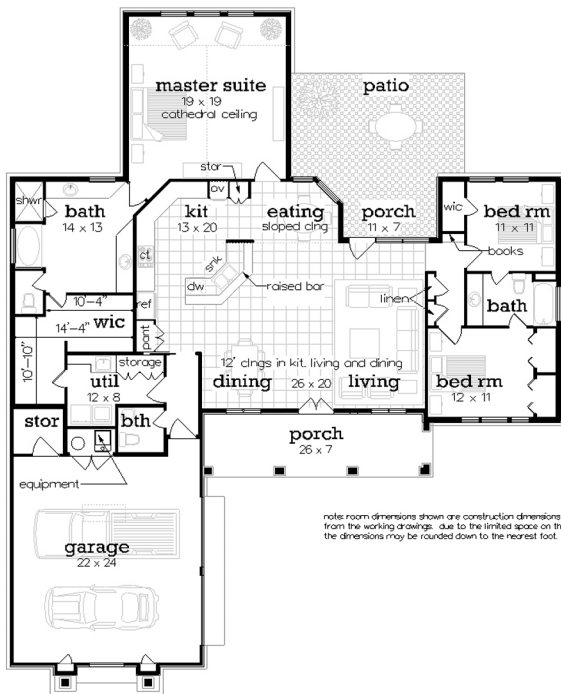 master suite
19 x 19
cathedral ceiling
patio
stor
ov
shwr
bath
14 x 13
kit
13 x 20
eating
sloped clng
porch
11 x 7
wic
bed rm
11 x 11
books
ct
snk
dw
raised bar
linen
bath
ref
10'-4"
14'-4" wic
10'-10"
pant
storage
12' clngs in kit, living and dining
dining
26 x 20
living
util
12 x 8
bed rm
12 x 11
stor
bth
porch
26 x 7
equipment
garage
22 x 24
note: room dimensions shown are construction dimensions
from the working drawings. due to the limited space on th
the dimensions may be rounded down to the nearest foot.